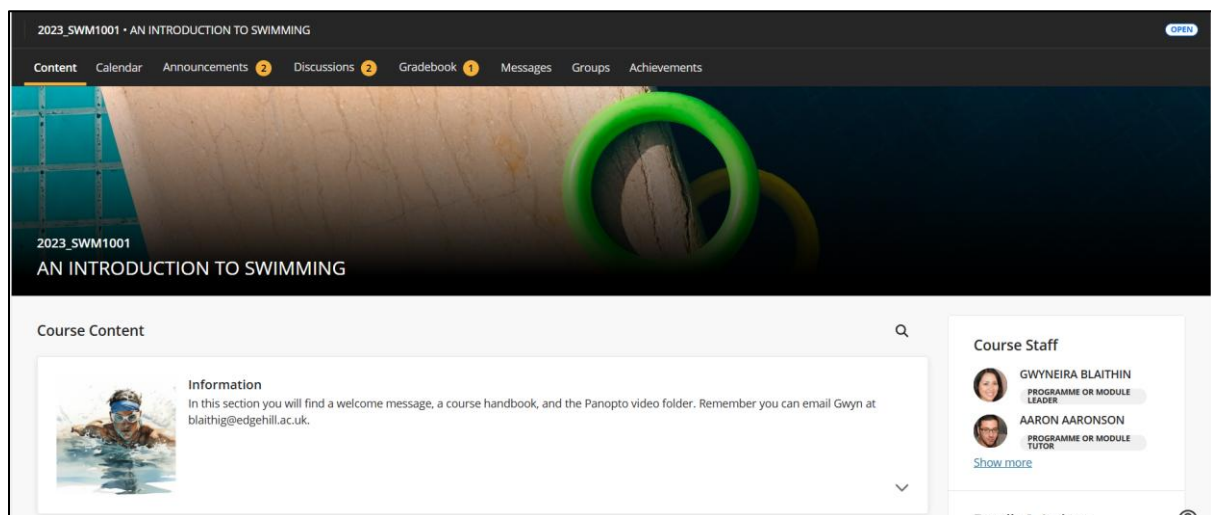 2023_SWM1001 • AN INTRODUCTION TO SWIMMING
OPEN
Content Calendar Announcements 2 Discussions 2 Gradebook 1 Messages Groups Achievements
2023_SWM1001
AN INTRODUCTION TO SWIMMING
Course Content
Information
In this section you will find a welcome message, a course handbook, and the Panopto video folder. Remember you can email Gwyn at
blaithig@edgehill.ac.uk.
Course Staff
GWYNEIRA BLAITHIN
PROGRAMME OR MODULE
LEADER
AARON AARONSON
PROGRAMME OR MODULE
TUTOR
Show more